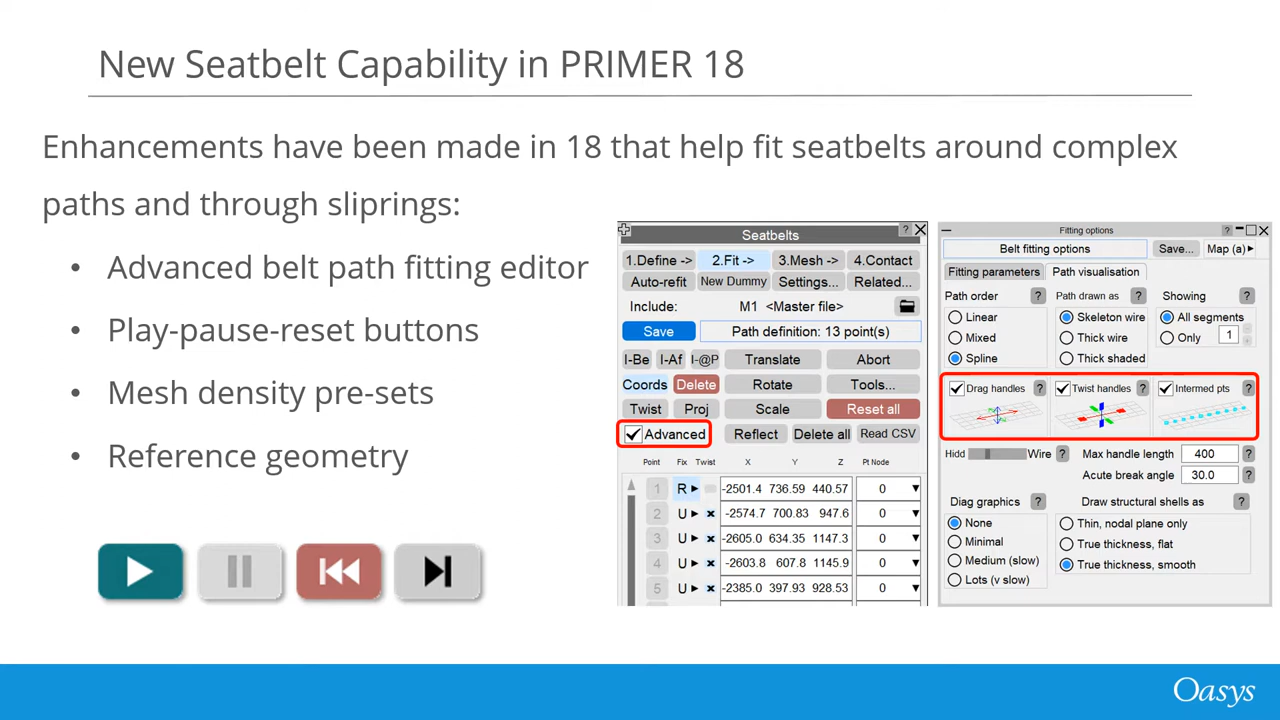 New Seatbelt Capability in PRIMER 18
Enhancements have been made in 18 that help fit seatbelts around complex
paths and through sliprings:
• Advanced belt path fitting editor
• Play-pause-reset buttons
• Mesh density pre-sets
• Reference geometry
Seatbelts ?
1.Define -> 2.Fit -> 3.Mesh -> 4.Contact
Auto-refit New Dummy Settings... Related...
Include: M1 <Master file>
Save Path definition: 13 point(s)
I-Be I-Af I-@P Translate Abort
Coords Delete Rotate Tools...
Twist Proj Scale Reset all
Advanced Reflect Delete all Read CSV
Point Fix Twist X Y Z Pt Node
1 R -2501.4 736.59 440.57 0
2 U -2574.7 700.83 947.6 0
3 U -2605.0 634.35 1147.3 0
4 U -2603.8 607.8 1145.9 0
5 U -2385.0 397.93 928.53 0
Fitting options ?
Belt fitting options Save... Map (a)
Fitting parameters Path visualisation
Path order ? Path drawn as ? Showing ?
Linear Skeleton wire All segments
Mixed Thick wire Only 1
Spline Thick shaded
Drag handles ? Twist handles ? Intermed pts ?
Hidd Wire ? Max handle length 400 ?
Acute break angle 30.0 ?
Diag graphics ? Draw structural shells as ?
None Thin, nodal plane only
Minimal True thickness, flat
Medium (slow) True thickness, smooth
Lots (v slow)
Oasys